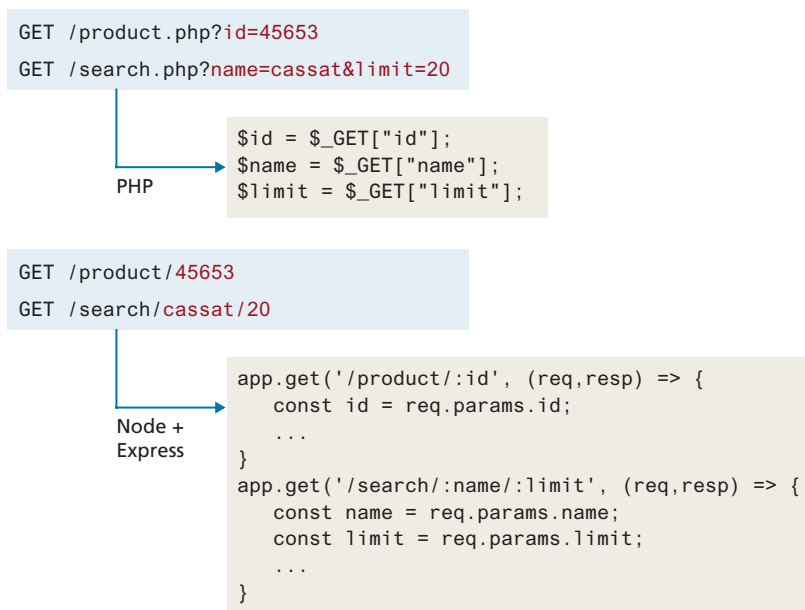 GET /product.php?id=45653
GET /search.php?name=cassat&limit=20
PHP
$id = $_GET["id"];
$name = $_GET["name"];
$limit = $_GET["limit"];
GET /product/45653
GET /search/cassat/20
Node +
Express
app.get('/product/:id', (req,resp) => {
   const id = req.params.id;
   ...
}
app.get('/search/:name/:limit', (req,resp) => {
   const name = req.params.name;
   const limit = req.params.limit;
   ...
}